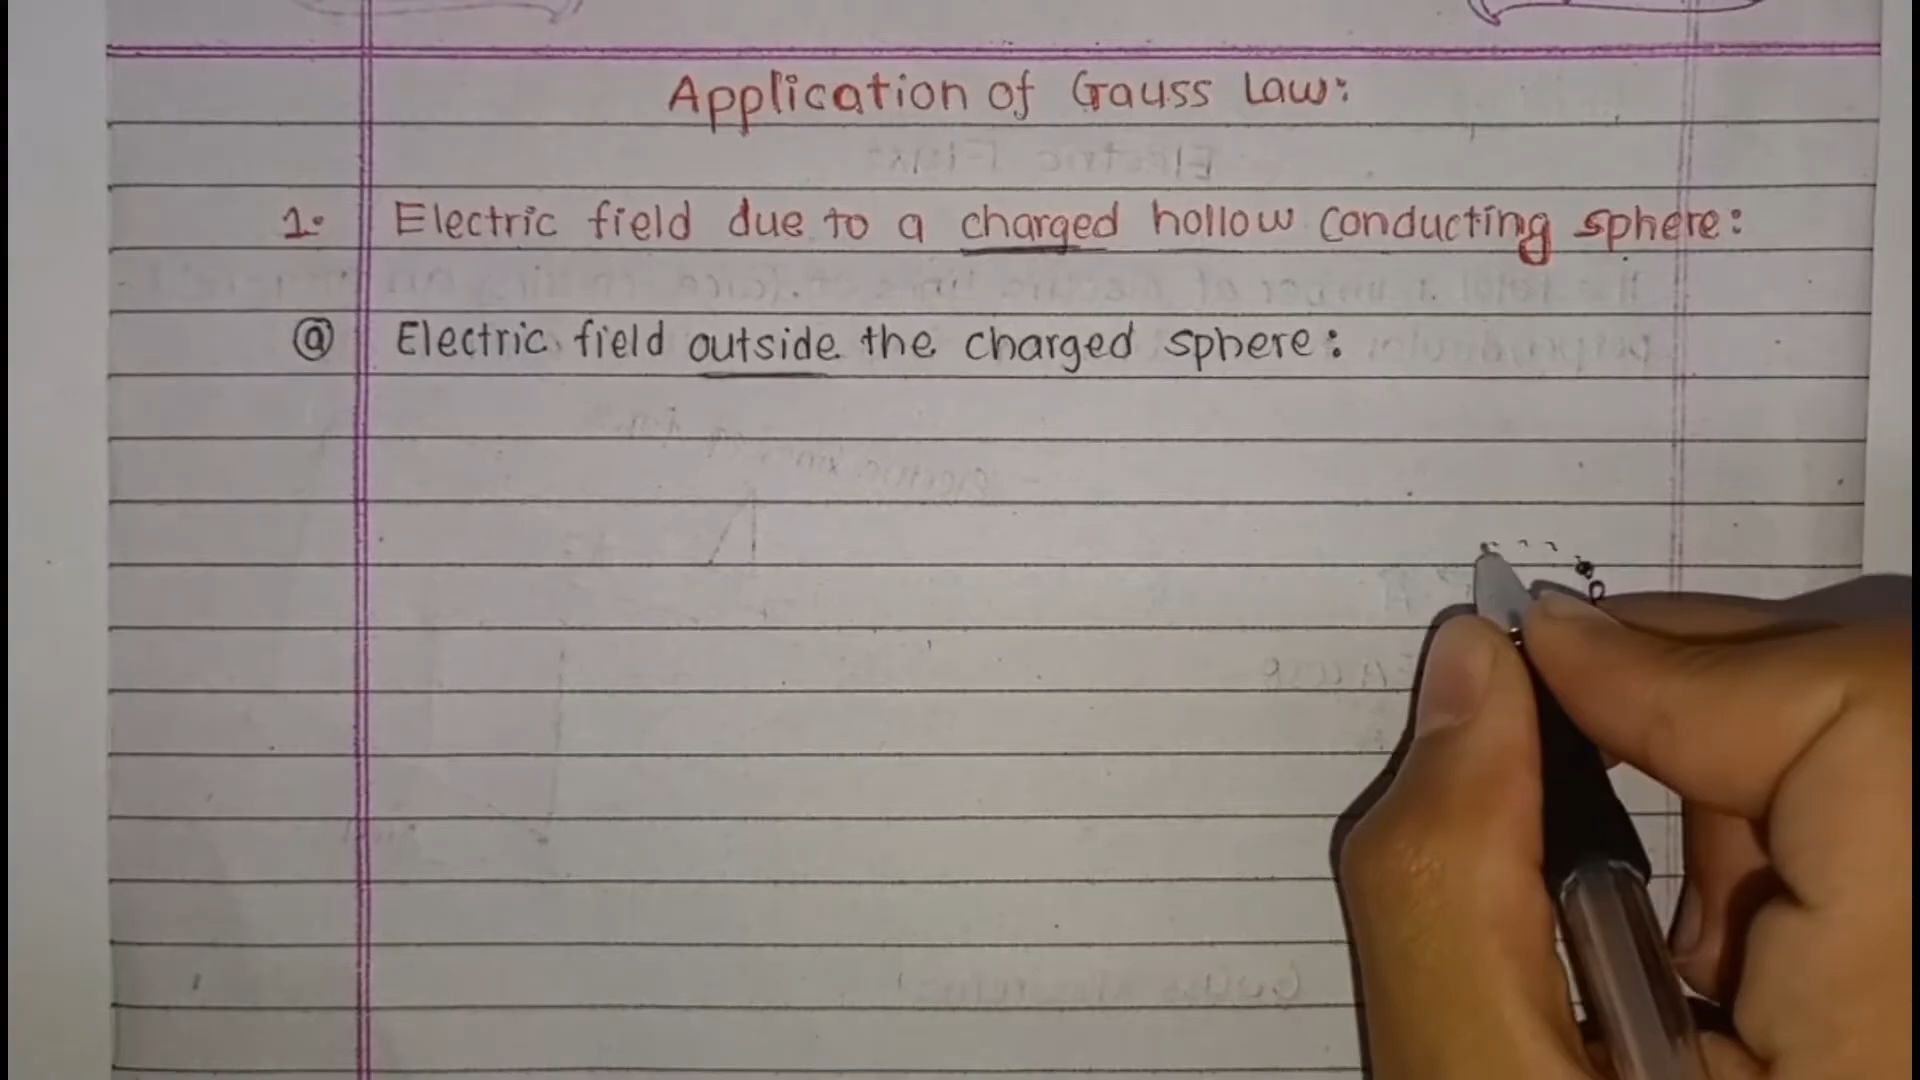 Application of Gauss Law:
1. Electric field due to a charged hollow conducting sphere:
ⓐ Electric field outside the charged sphere:
P